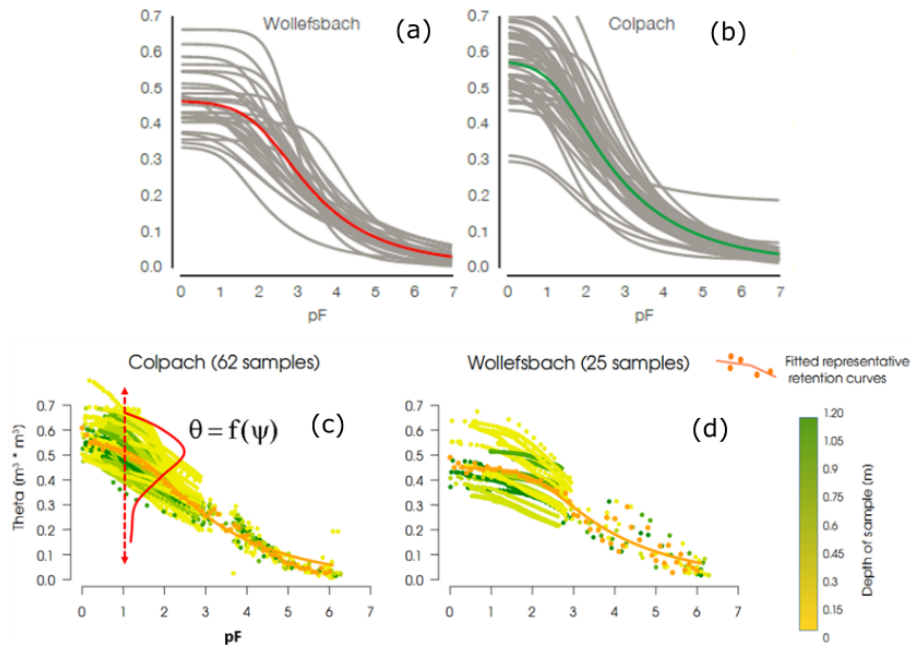 Wollefsbach (a)
0.7
0.6
0.5
0.4
0.3
0.2
0.1
0.0
0 1 2 3 4 5 6 7
pF
Colpach (b)
0.7
0.6
0.5
0.4
0.3
0.2
0.1
0.0
0 1 2 3 4 5 6 7
pF
Colpach (62 samples)
(c)
θ = f(ψ)
Theta (m³ * m³)
0.7
0.6
0.5
0.4
0.3
0.2
0.1
0.0
0 1 2 3 4 5 6 7
pF
Wollefsbach (25 samples)
(d)
0.7
0.6
0.5
0.4
0.3
0.2
0.1
0.0
0 1 2 3 4 5 6 7
Fitted representative
retention curves
1.20
1.05
0.90
0.75
0.60
0.45
0.30
0.15
0
Depth of sample (m)